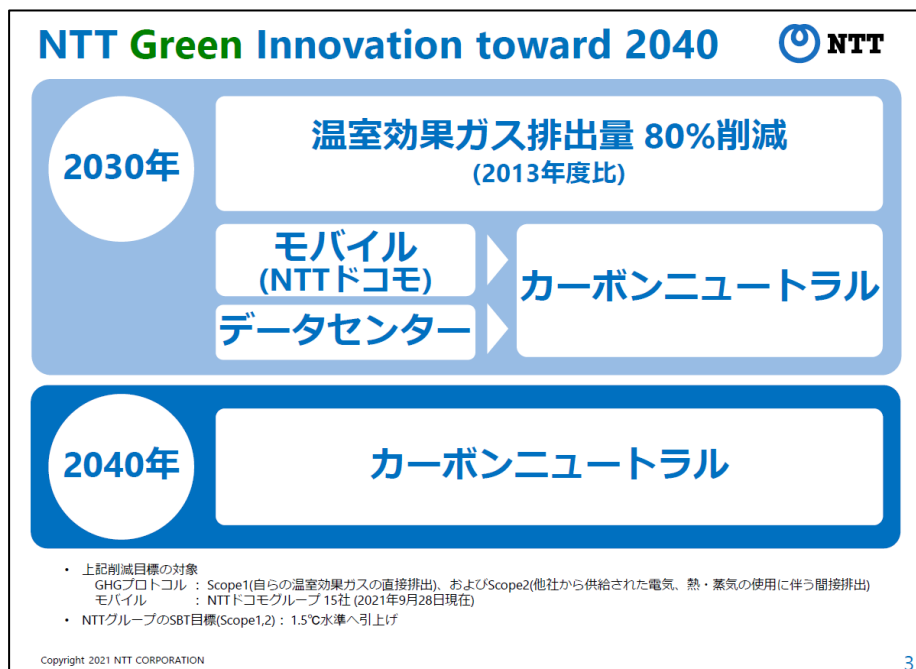 NTT Green Innovation toward 2040
NTT
2030年
温室効果ガス排出量 80%削減
(2013年度比)
モバイル
(NTTドコモ)
データセンター
カーボンニュートラル
2040年
カーボンニュートラル
• 上記削減目標の対象
GHGプロトコル : Scope1(自らの温室効果ガスの直接排出)、およびScope2(他社から供給された電気、熱・蒸気の使用に伴う間接排出)
モバイル : NTTドコモグループ 15社 (2021年9月28日現在)
• NTTグループのSBT目標(Scope1,2) : 1.5℃水準へ引上げ
Copyright 2021 NTT CORPORATION
3